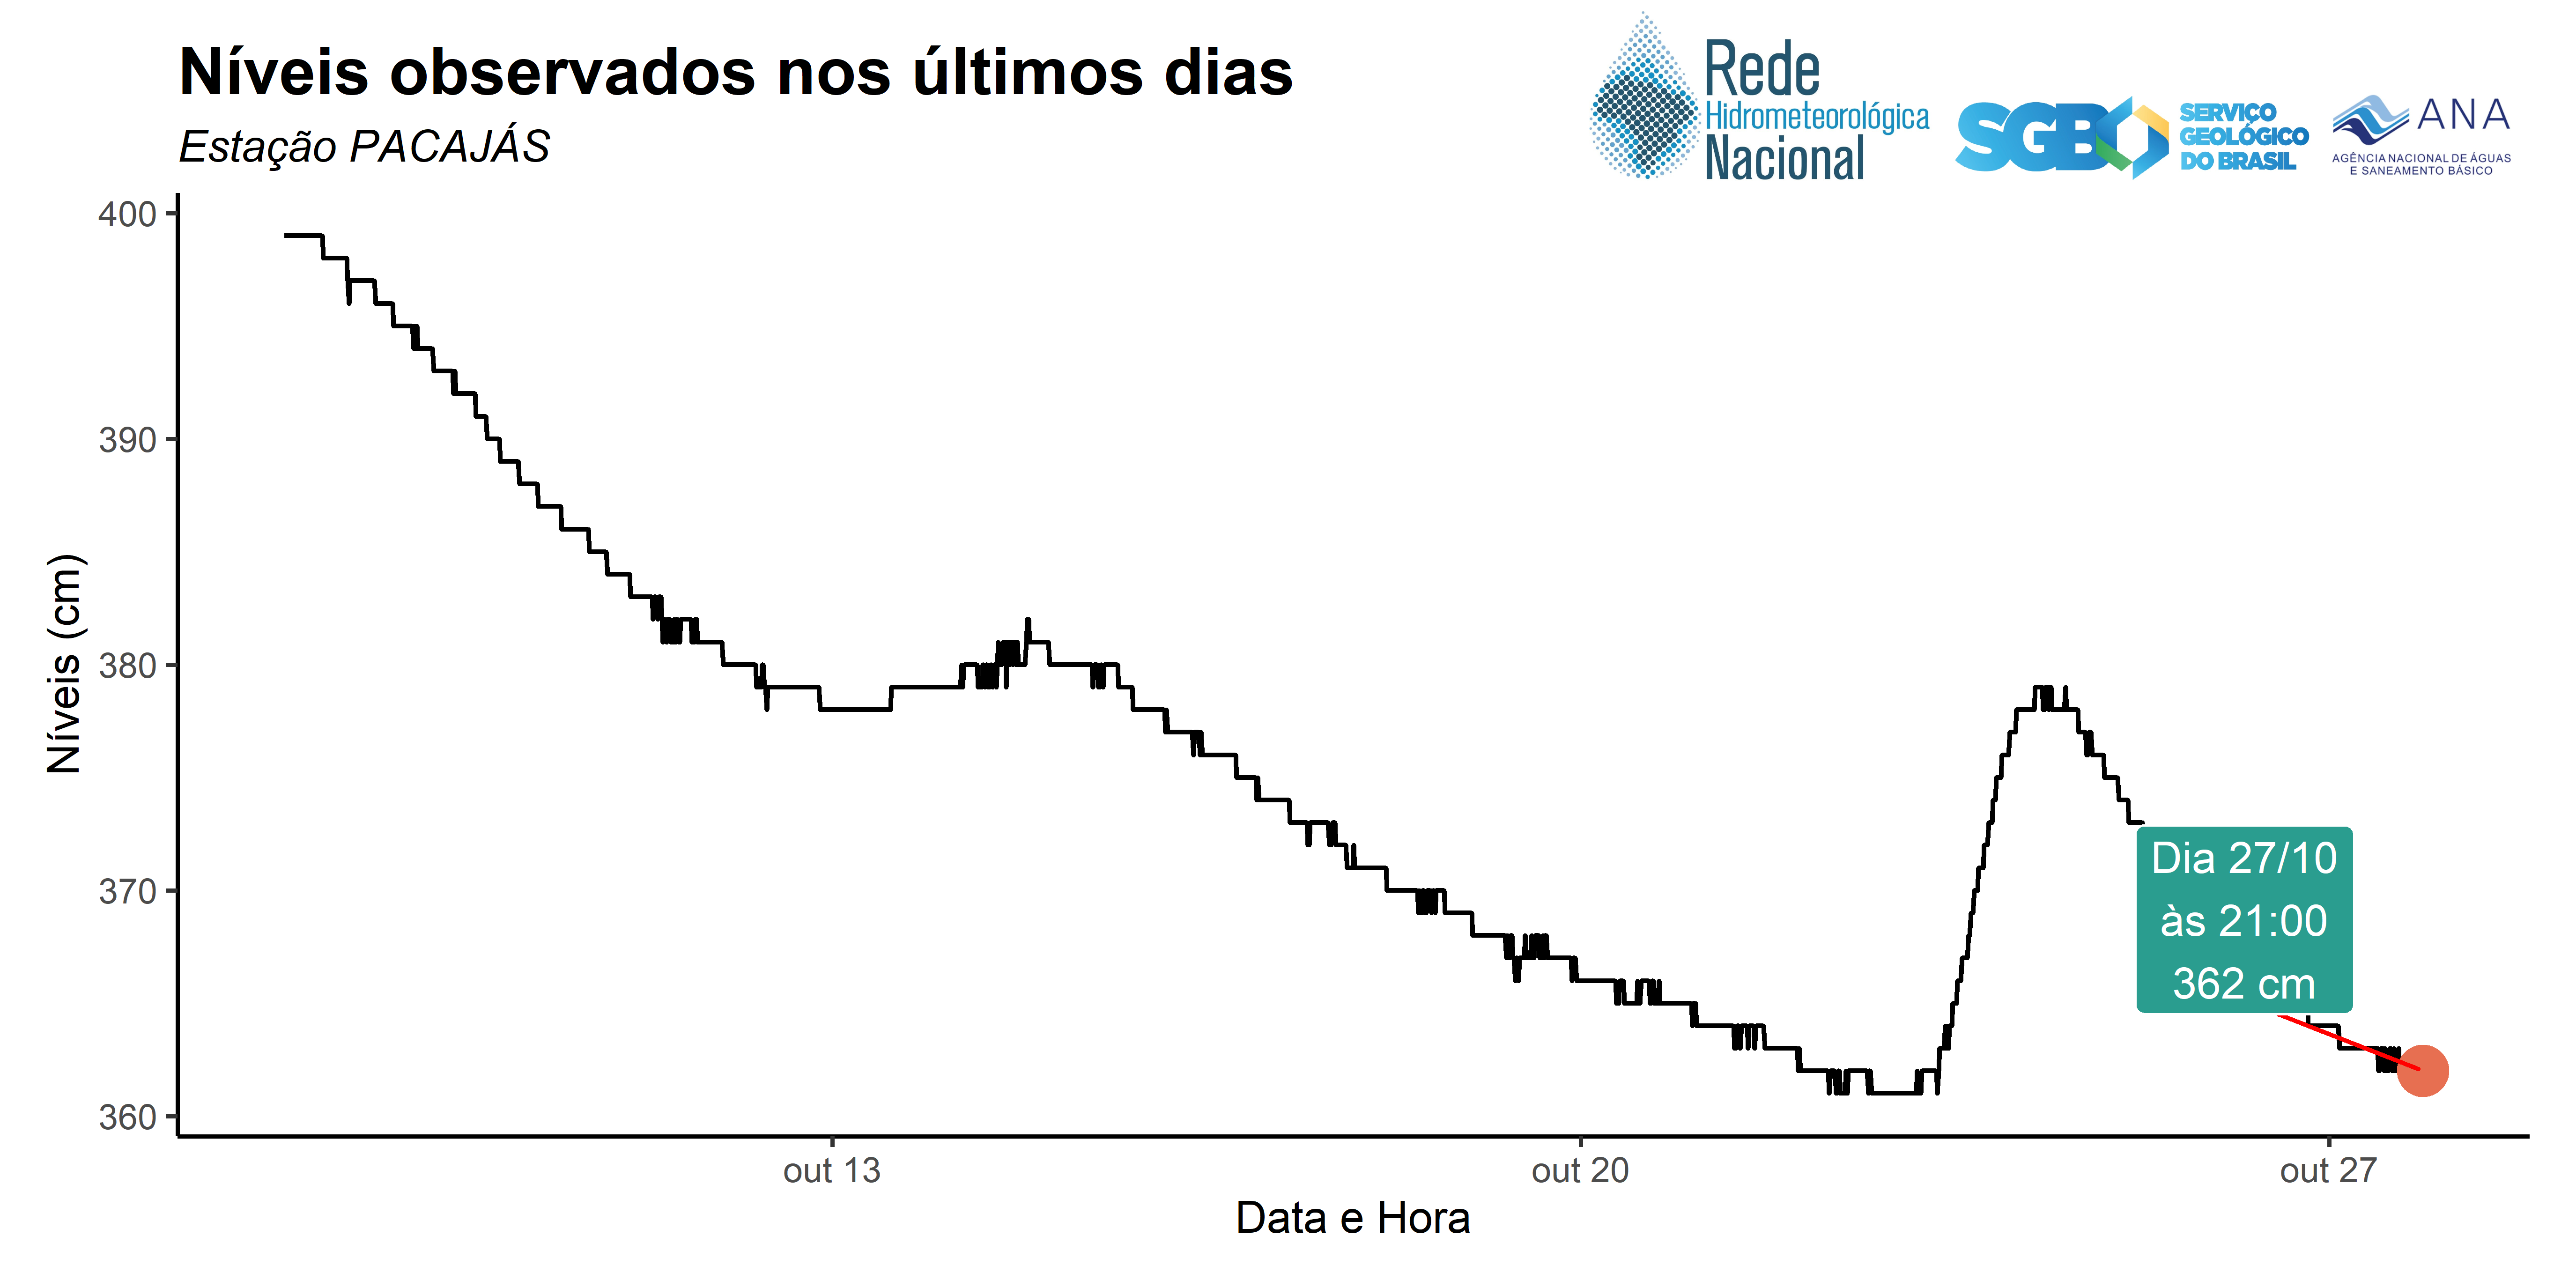 Níveis observados nos últimos dias
Estação PACAJÁS
Rede
Hidrometeorológica
Nacional
SGB
SERVIÇO
GEOLÓGICO
DO BRASIL
ANA
AGÊNCIA NACIONAL DE ÁGUAS
E SANEAMENTO BÁSICO
Níveis (cm)
400
390
380
370
360
Dia 27/10
às 21:00
362 cm
out 13
out 20
out 27
Data e Hora